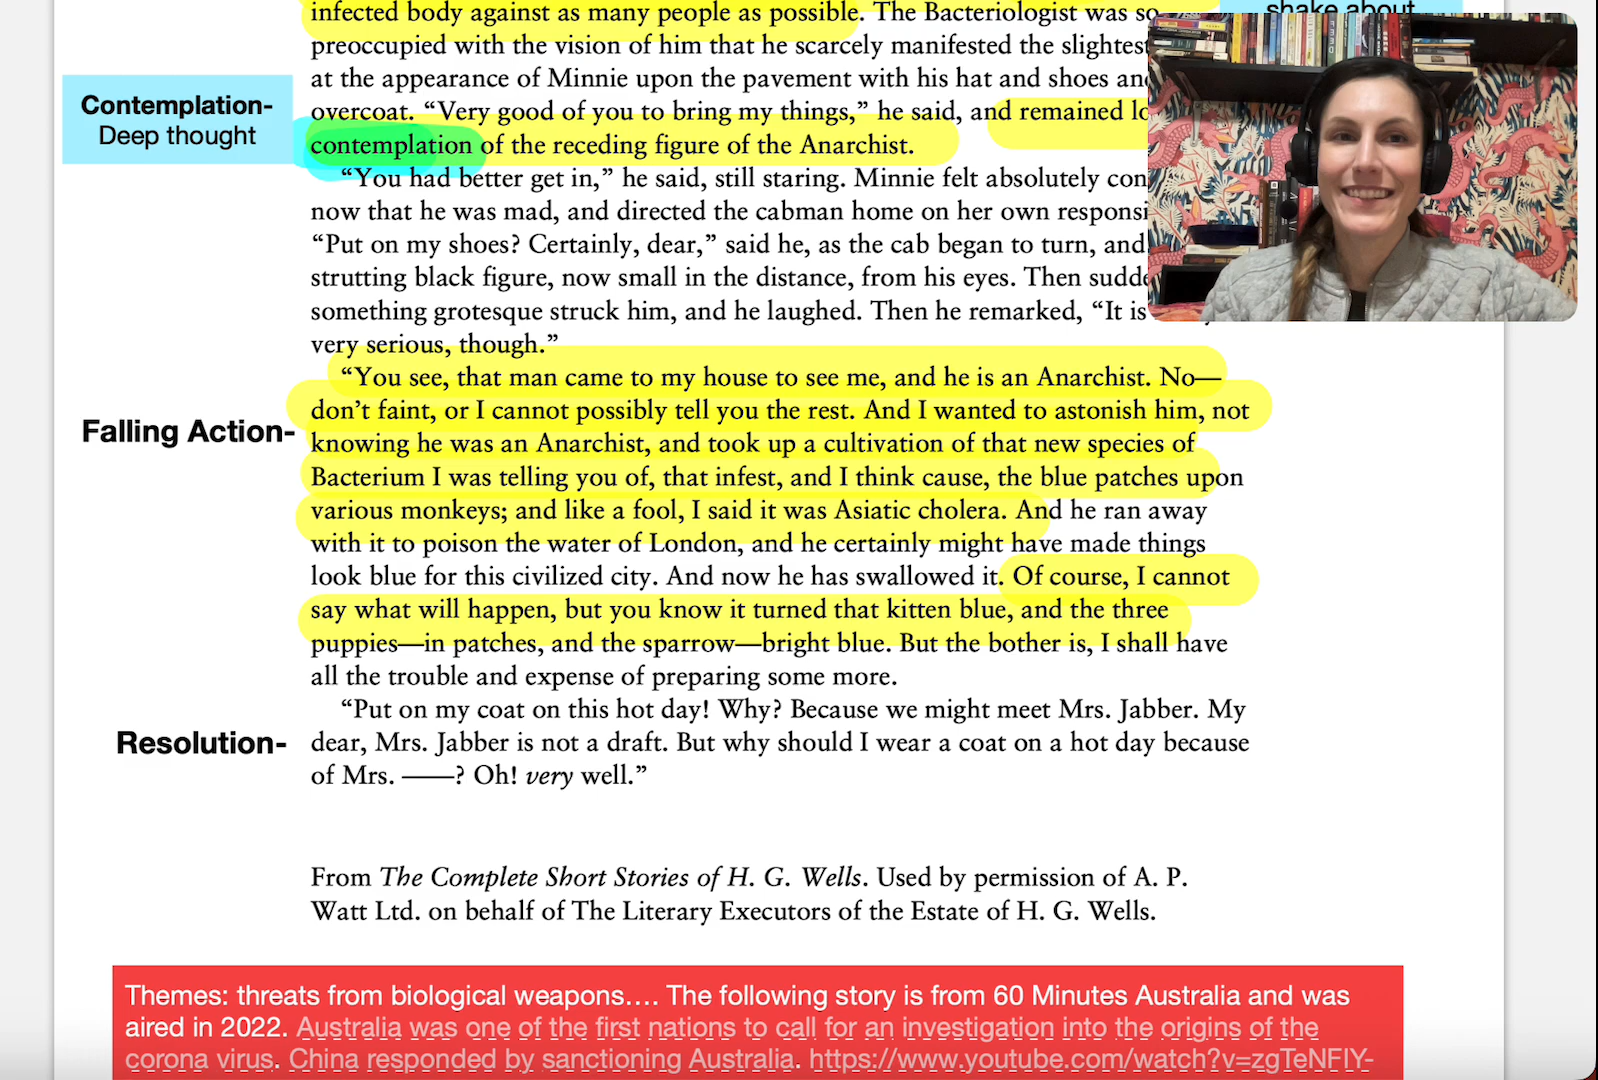 infected body against as many people as possible. The Bacteriologist was so
shake about
preoccupied with the vision of him that he scarcely manifested the slightest
at the appearance of Minnie upon the pavement with his hat and shoes and
Contemplation-
Deep thought
overcoat. “Very good of you to bring my things,” he said, and remained
contemplation of the receding figure of the Anarchist.
“You had better get in,” he said, still staring. Minnie felt absolutely
now that he was mad, and directed the cabman home on her own
“Put on my shoes? Certainly, dear,” said he, as the cab began to turn, and
strutting black figure, now small in the distance, from his eyes. Then
something grotesque struck him, and he laughed. Then he remarked, “It is
very serious, though.”
“You see, that man came to my house to see me, and he is an Anarchist. No—
don’t faint, or I cannot possibly tell you the rest. And I wanted to astonish him, not
Falling Action-
knowing he was an Anarchist, and took up a cultivation of that new species of
Bacterium I was telling you of, that infest, and I think cause, the blue patches upon
various monkeys; and like a fool, I said it was Asiatic cholera. And he ran away
with it to poison the water of London, and he certainly might have made things
look blue for this civilized city. And now he has swallowed it. Of course, I cannot
say what will happen, but you know it turned that kitten blue, and the three
puppies—in patches, and the sparrow—bright blue. But the bother is, I shall have
all the trouble and expense of preparing some more.
“Put on my coat on this hot day! Why? Because we might meet Mrs. Jabber. My
Resolution-
dear, Mrs. Jabber is not a draft. But why should I wear a coat on a hot day because
of Mrs. ——? Oh! very well.”
From The Complete Short Stories of H. G. Wells. Used by permission of A. P.
Watt Ltd. on behalf of The Literary Executors of the Estate of H. G. Wells.
Themes: threats from biological weapons.... The following story is from 60 Minutes Australia and was
aired in 2022. Australia was one of the first nations to call for an investigation into the origins of the
corona virus. China responded by sanctioning Australia. https://www.youtube.com/watch?v=zgTeNFIY-